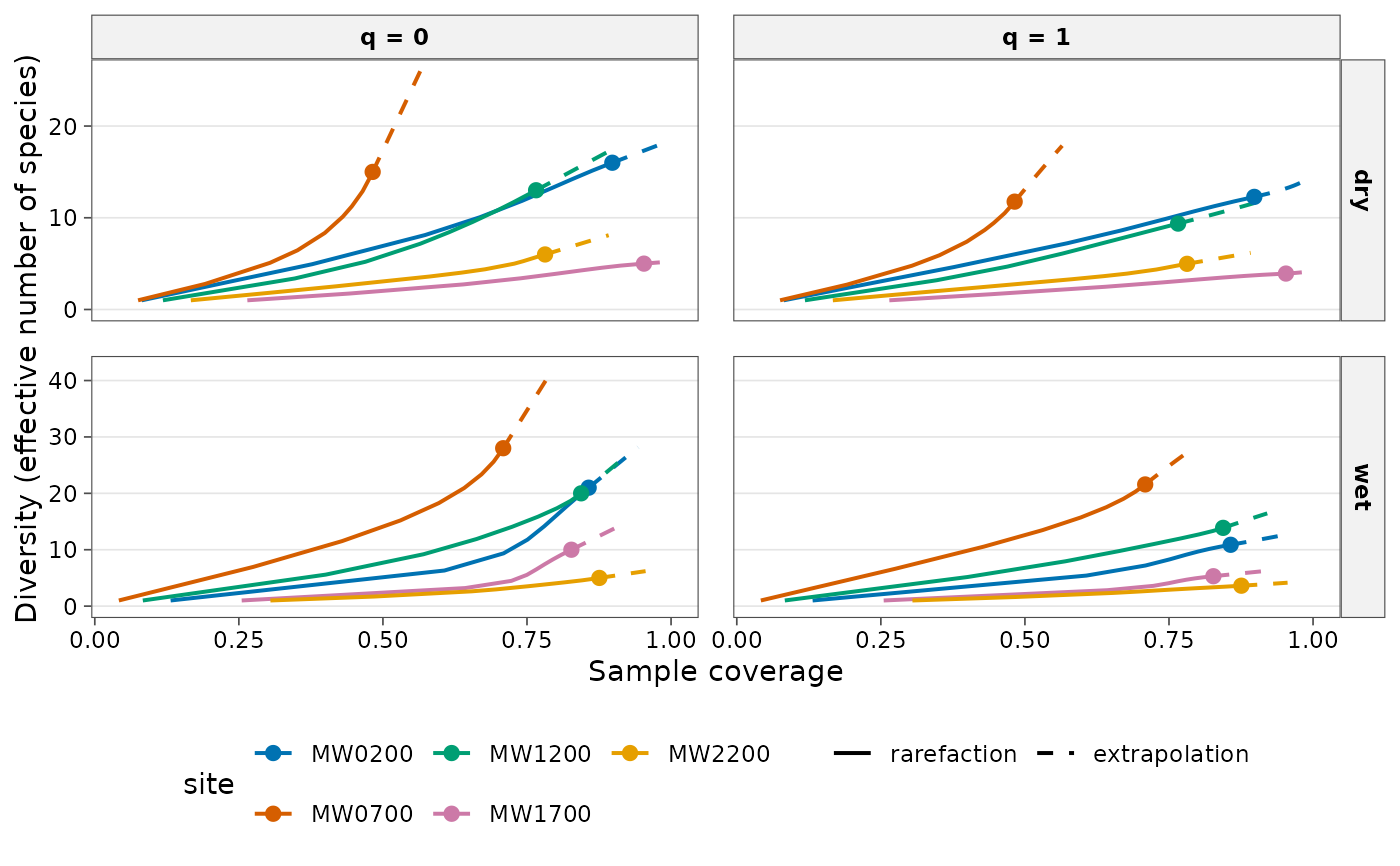 q = 0
q = 1
Diversity (effective number of species)
20
10
0
dry
40
30
20
10
0
wet
0.00 0.25 0.50 0.75 1.00
0.00 0.25 0.50 0.75 1.00
Sample coverage
site
MW0200 MW1200 MW2200
MW0700 MW1700
rarefaction extrapolation